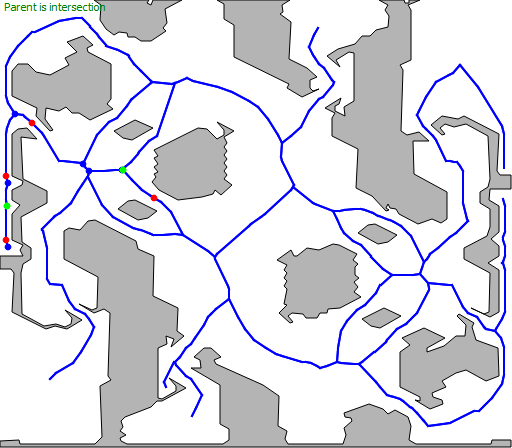 Parent is intersection